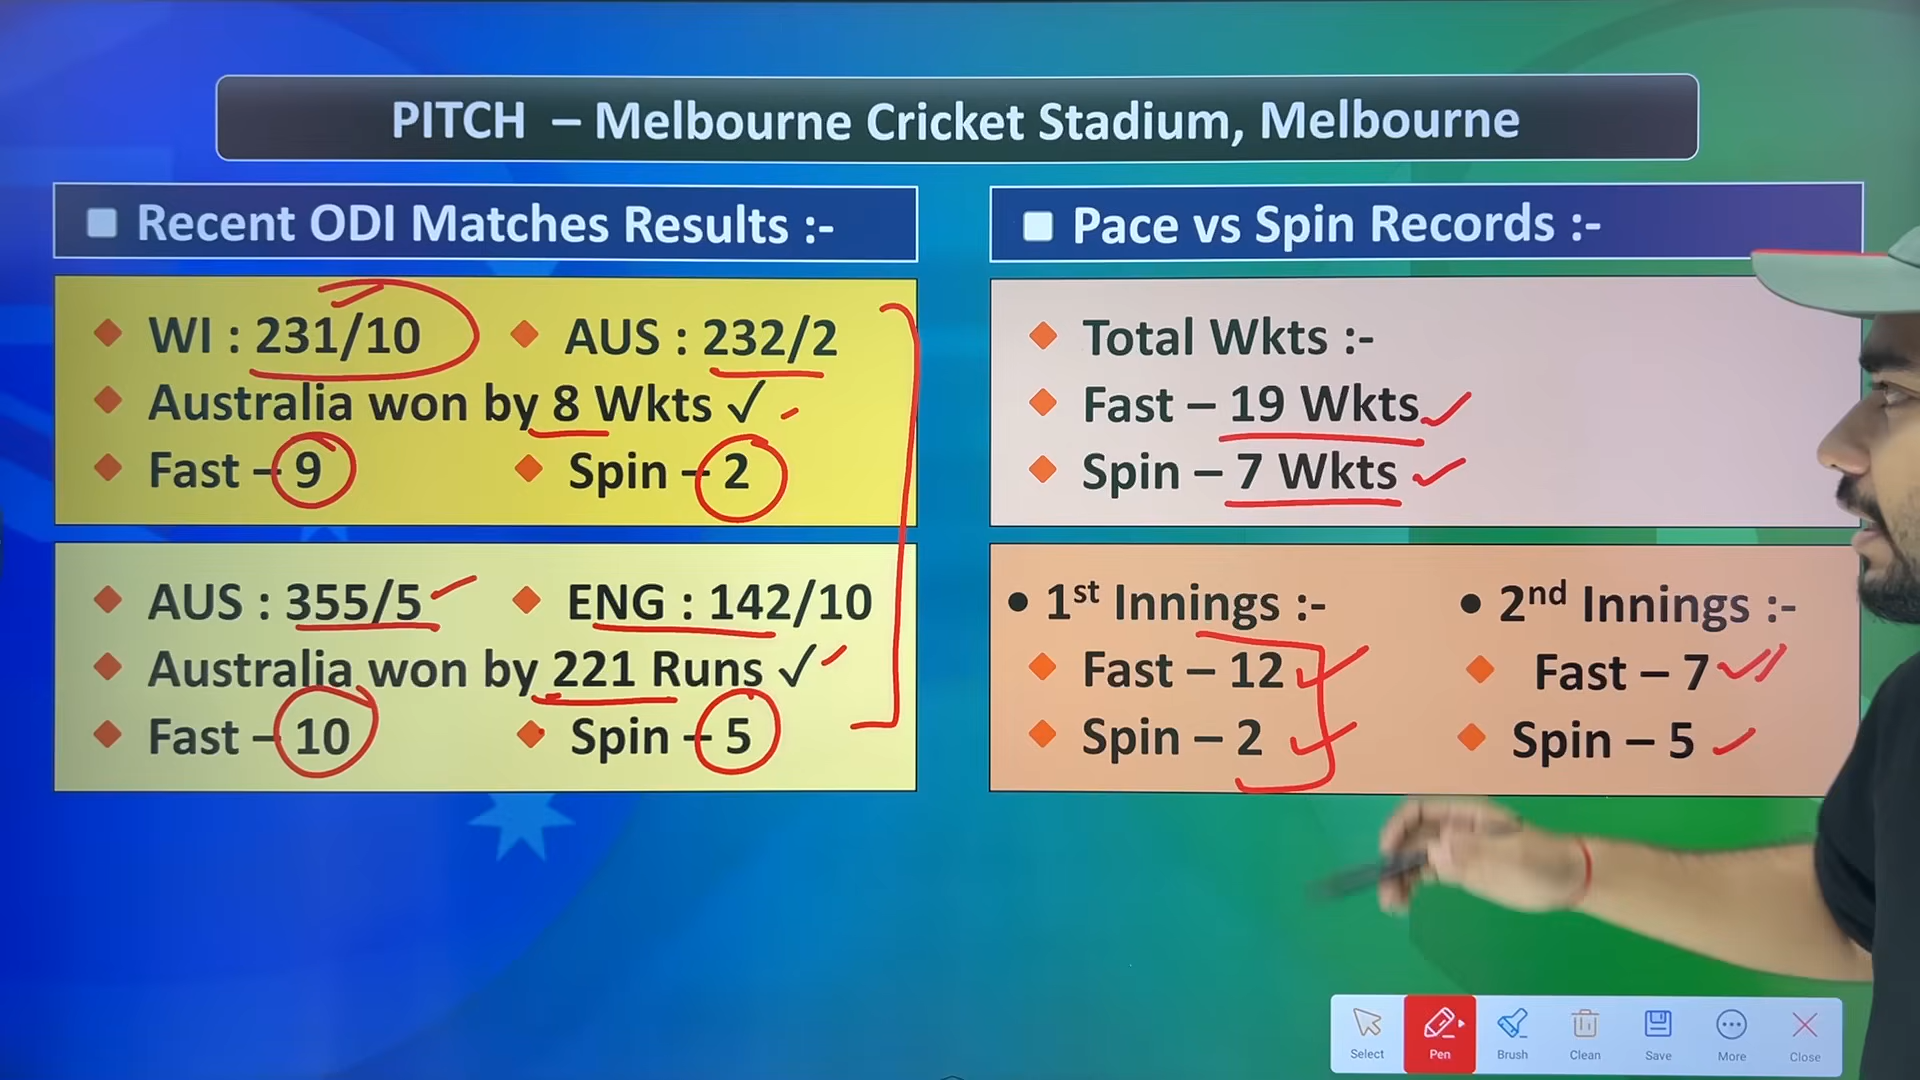 PITCH – Melbourne Cricket Stadium, Melbourne
Recent ODI Matches Results :-
WI : 231/10 AUS : 232/2
Australia won by 8 Wkts ✓
Fast – 9 Spin – 2
AUS : 355/5 ENG : 142/10
Australia won by 221 Runs ✓
Fast – 10 Spin – 5
Pace vs Spin Records :-
Total Wkts :-
Fast – 19 Wkts
Spin – 7 Wkts
1st Innings :- 2nd Innings :-
Fast – 12 Fast – 7
Spin – 2 Spin – 5
Select Pen Brush Clean Save More Close